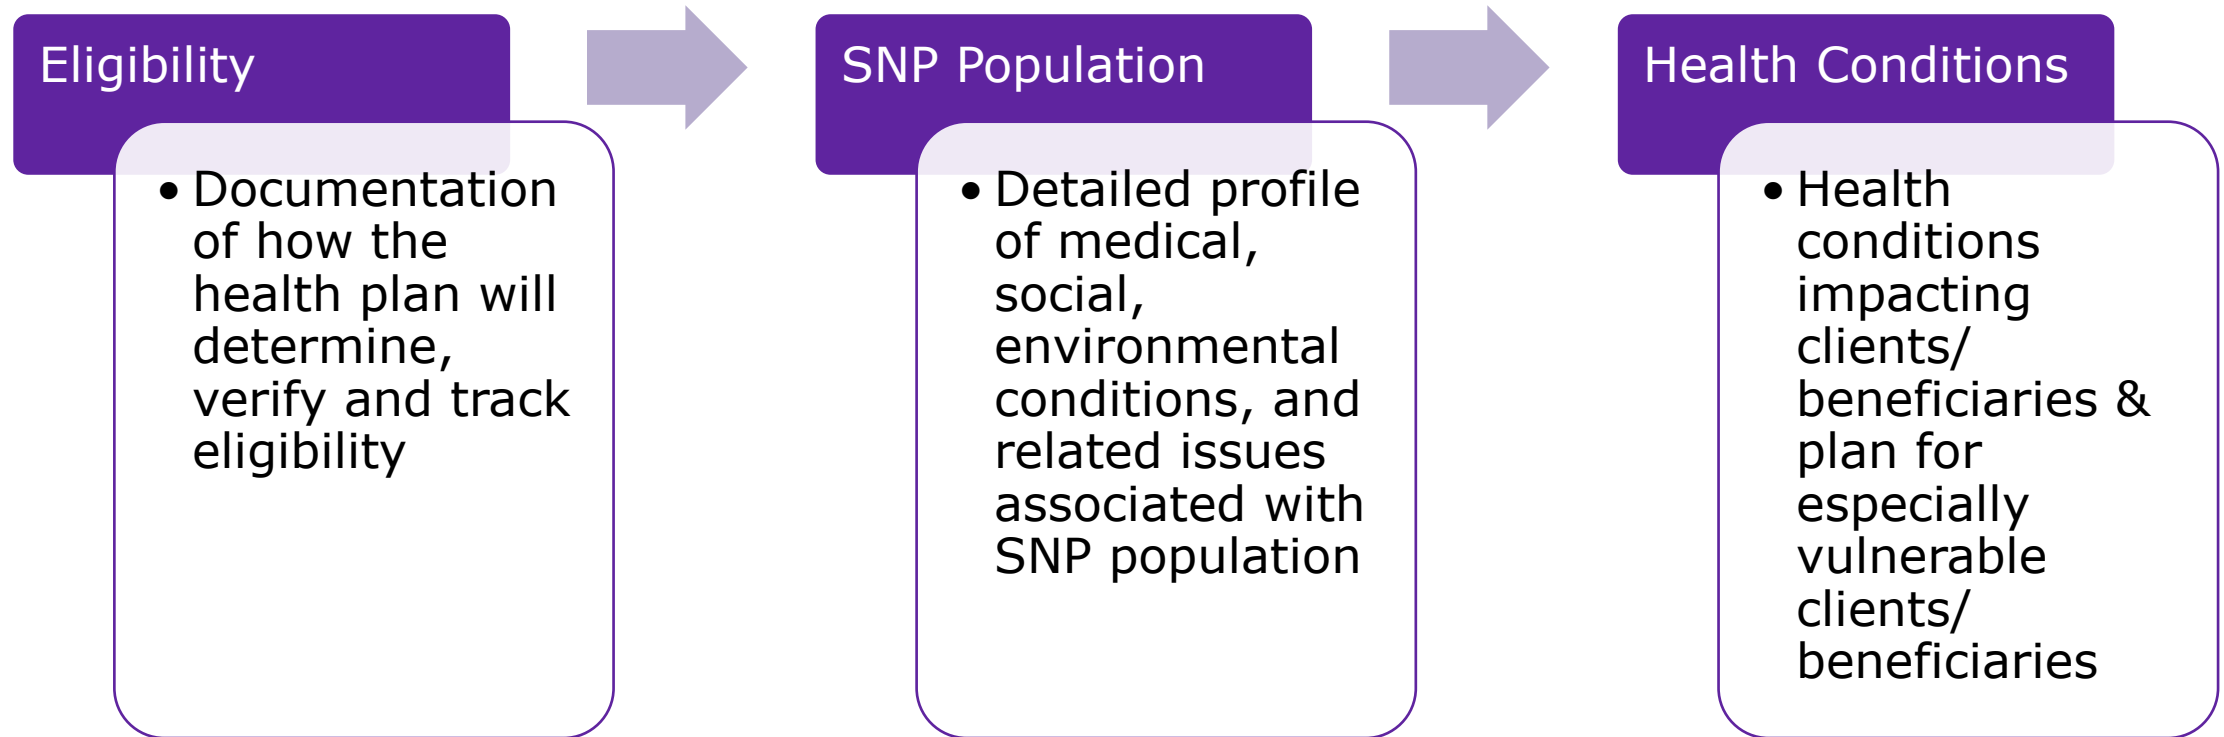 Eligibility
• Documentation
of how the
health plan will
determine,
verify and track
eligibility
SNP Population
• Detailed profile
of medical,
social,
environmental
conditions, and
related issues
associated with
SNP population
Health Conditions
• Health
conditions
impacting
clients/
beneficiaries &
plan for
especially
vulnerable
clients/
beneficiaries